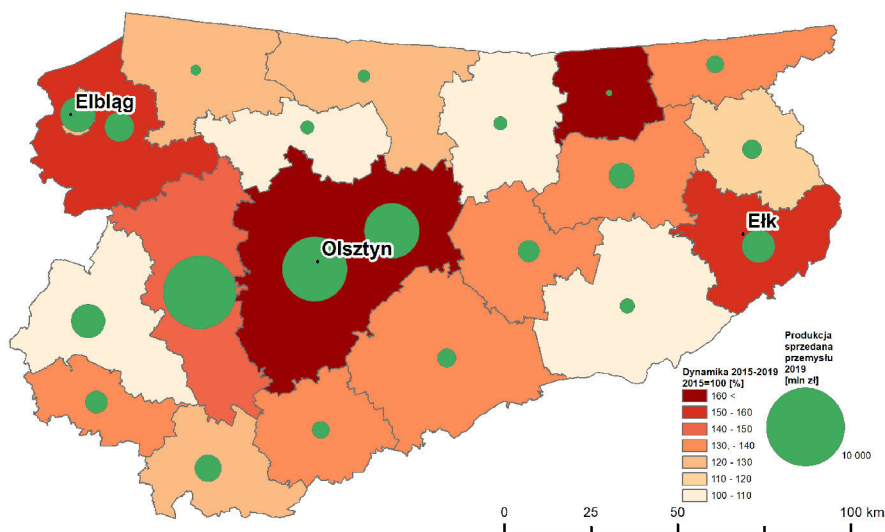 Elbląg
Ełk
Olsztyn
Produkcja
sprzedana
przemysłu
2019
[mln zł]
10 000
Dynamika 2015-2019
2015=100 [%]
160 <
150 - 160
140 - 150
130, - 140
120 - 130
110 - 120
100 - 110
0 25 50 100 km